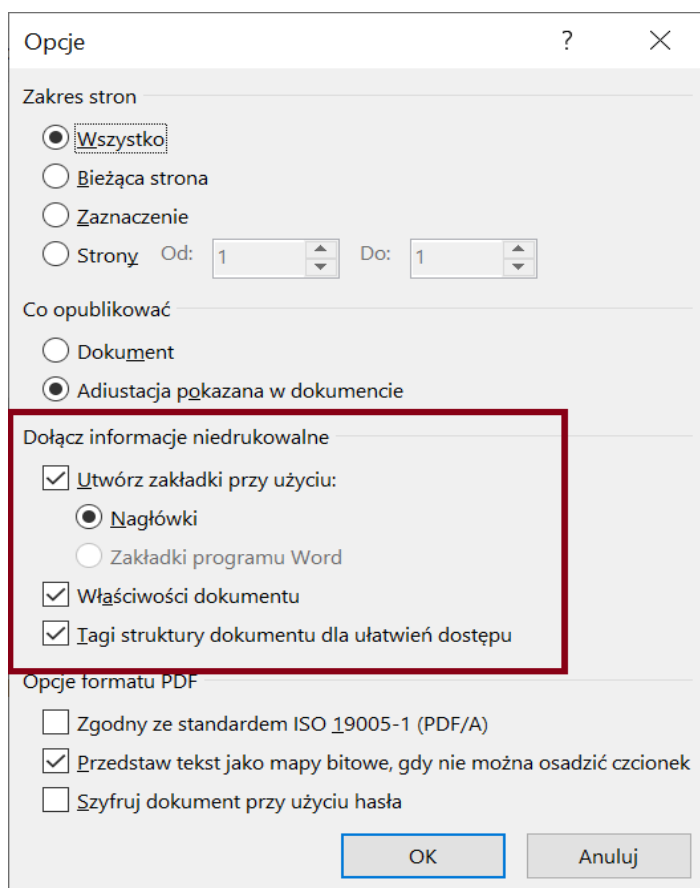 Opcje ?
Zakres stron
Wszystko
Bieżąca strona
Zaznaczenie
Strony Od: 1 Do: 1
Co opublikować
Dokument
Adiustacja pokazana w dokumencie
Dołącz informacje niedrukowalne
Utwórz zakładki przy użyciu:
Nagłówki
Zakładki programu Word
Właściwości dokumentu
Tagi struktury dokumentu dla ułatwień dostępu
Opcje formatu PDF
Zgodny ze standardem ISO 19005-1 (PDF/A)
Przedstaw tekst jako mapy bitowe, gdy nie można osadzić czcionek
Szyfruj dokument przy użyciu hasła
OK Anuluj